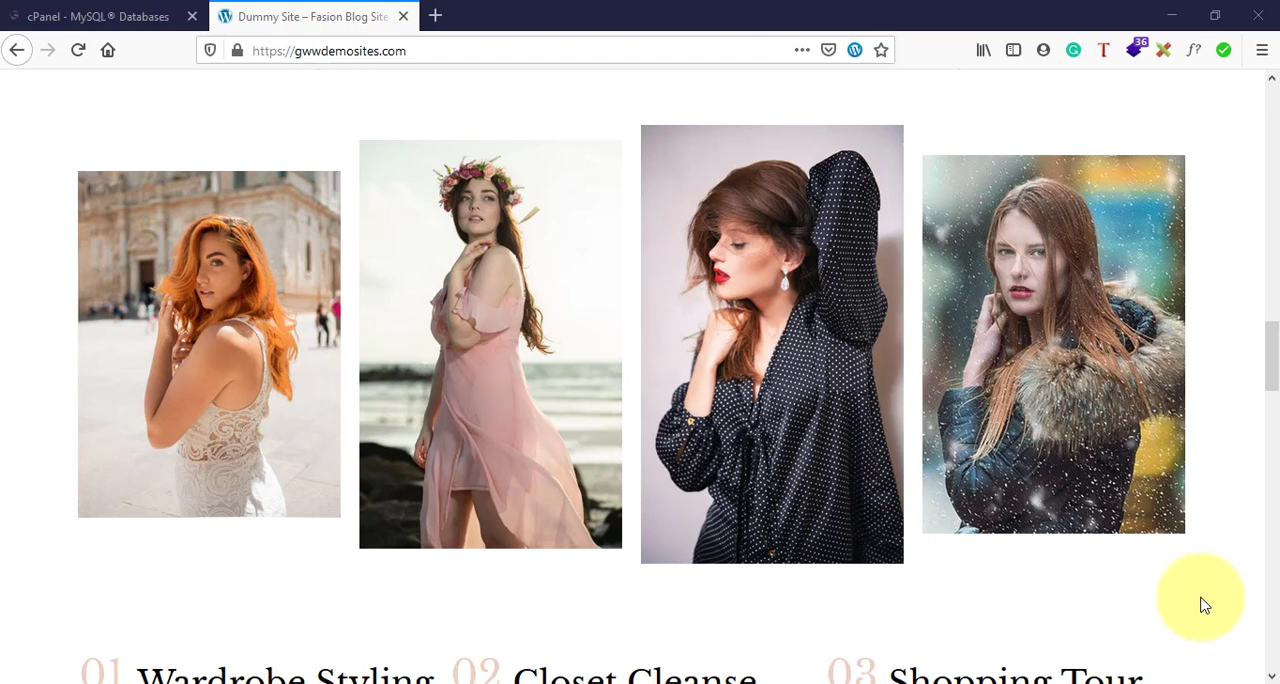 cPanel - MySQL® Databases
Dummy Site – Fasion Blog Site
https://gwwdemosites.com
T
36
f?
01 Wardrobe Styling
02 Closet Cleanse
03 Shopping Tour